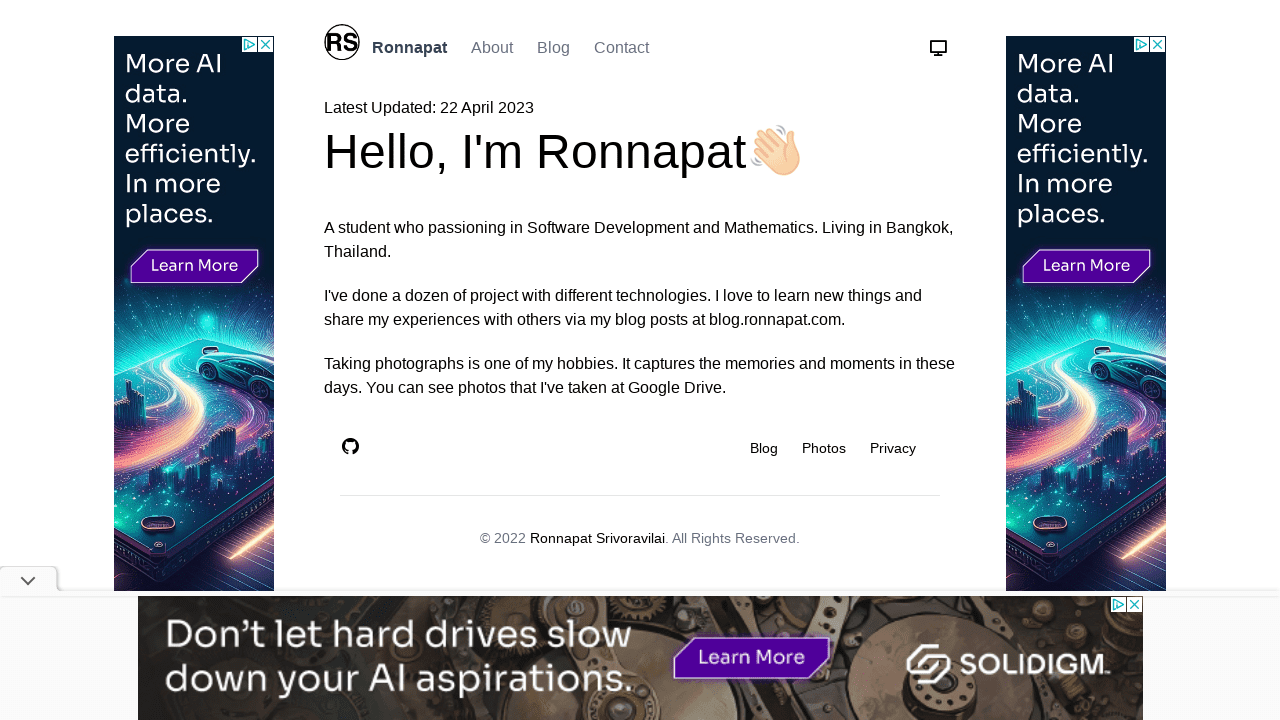 RS
Ronnapat
About
Blog
Contact
Latest Updated: 22 April 2023
Hello, I'm Ronnapat👋🏻
A student who passioning in Software Development and Mathematics. Living in Bangkok,
Thailand.
I've done a dozen of project with different technologies. I love to learn new things and
share my experiences with others via my blog posts at blog.ronnapat.com.
Taking photographs is one of my hobbies. It captures the memories and moments in these
days. You can see photos that I've taken at Google Drive.
Blog
Photos
Privacy
© 2022 Ronnapat Srivoravilai. All Rights Reserved.
More AI
data.
More
efficiently.
In more
places.
Learn More
More AI
data.
More
efficiently.
In more
places.
Learn More
Don't let hard drives slow
down your AI aspirations.
Learn More
SOLIDIGM